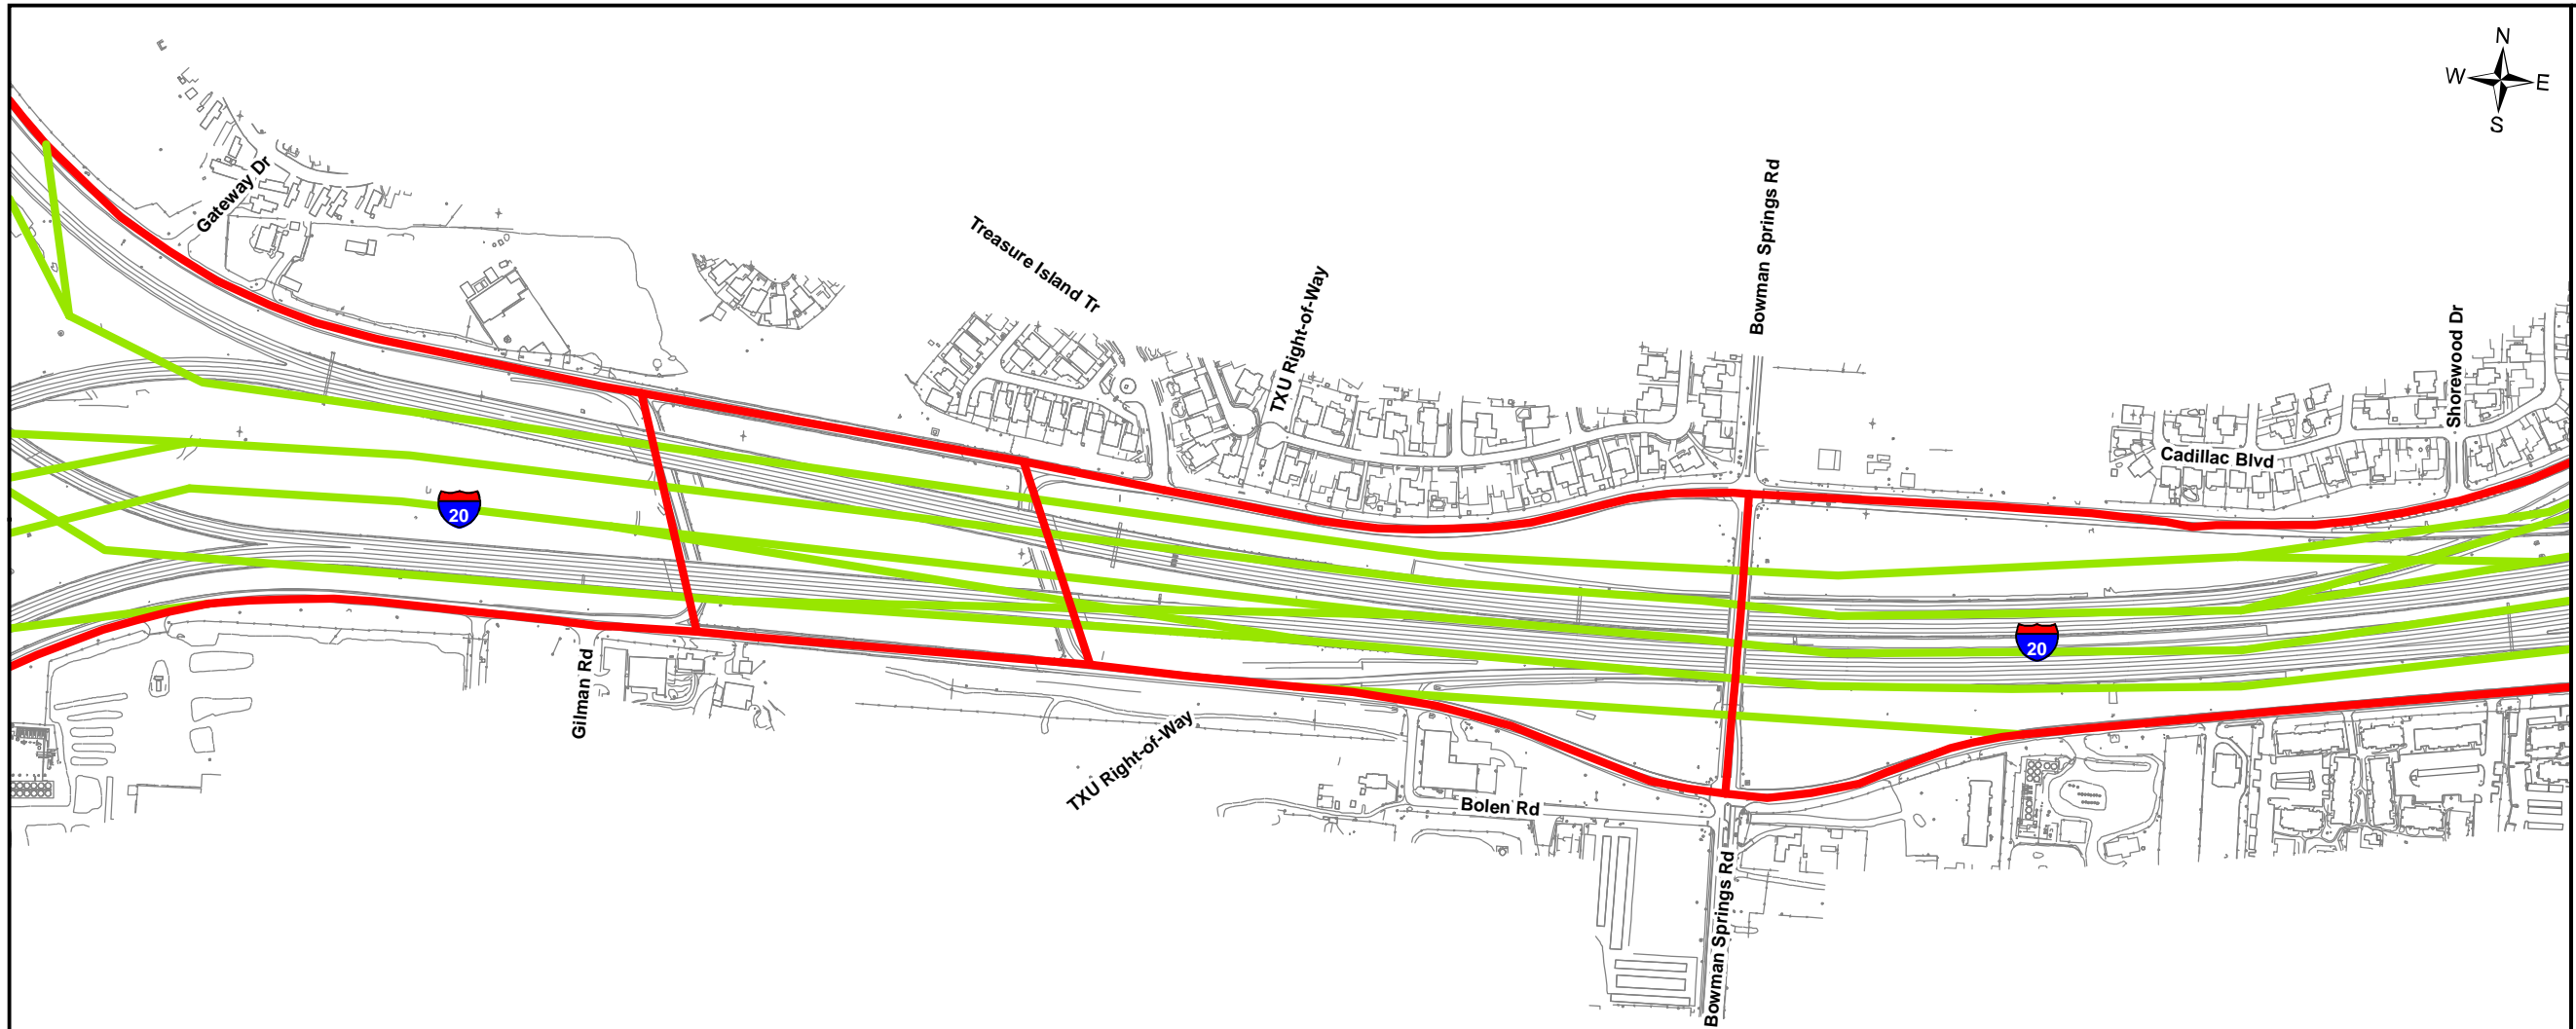 N
W E
S
Gateway Dr
Treasure Island Tr
TXU Right-of-Way
Bowman Springs Rd
Shorewood Dr
Cadillac Blvd
20
20
Gilman Rd
TXU Right-of-Way
Bolen Rd
Bowman Springs Rd